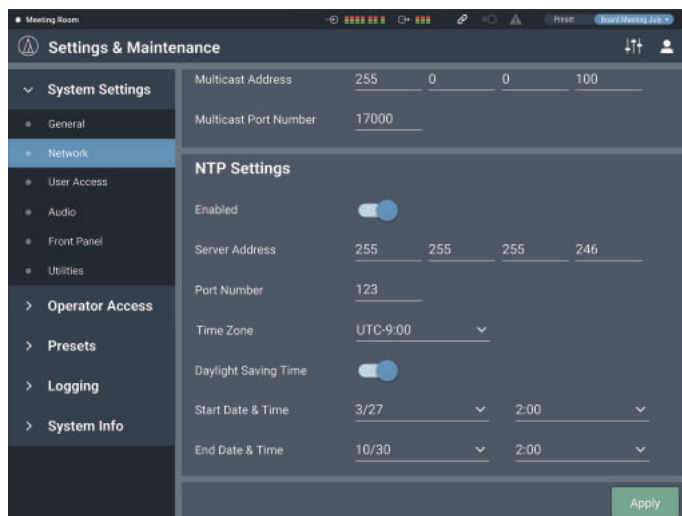 Meeting Room
Preset
Board Meeting July
Settings & Maintenance
System Settings
General
Network
User Access
Audio
Front Panel
Utilities
Operator Access
Presets
Logging
System Info
Multicast Address 255 0 0 100
Multicast Port Number 17000
NTP Settings
Enabled
Server Address 255 255 255 246
Port Number 123
Time Zone UTC-9:00
Daylight Saving Time
Start Date & Time 3/27 2:00
End Date & Time 10/30 2:00
Apply